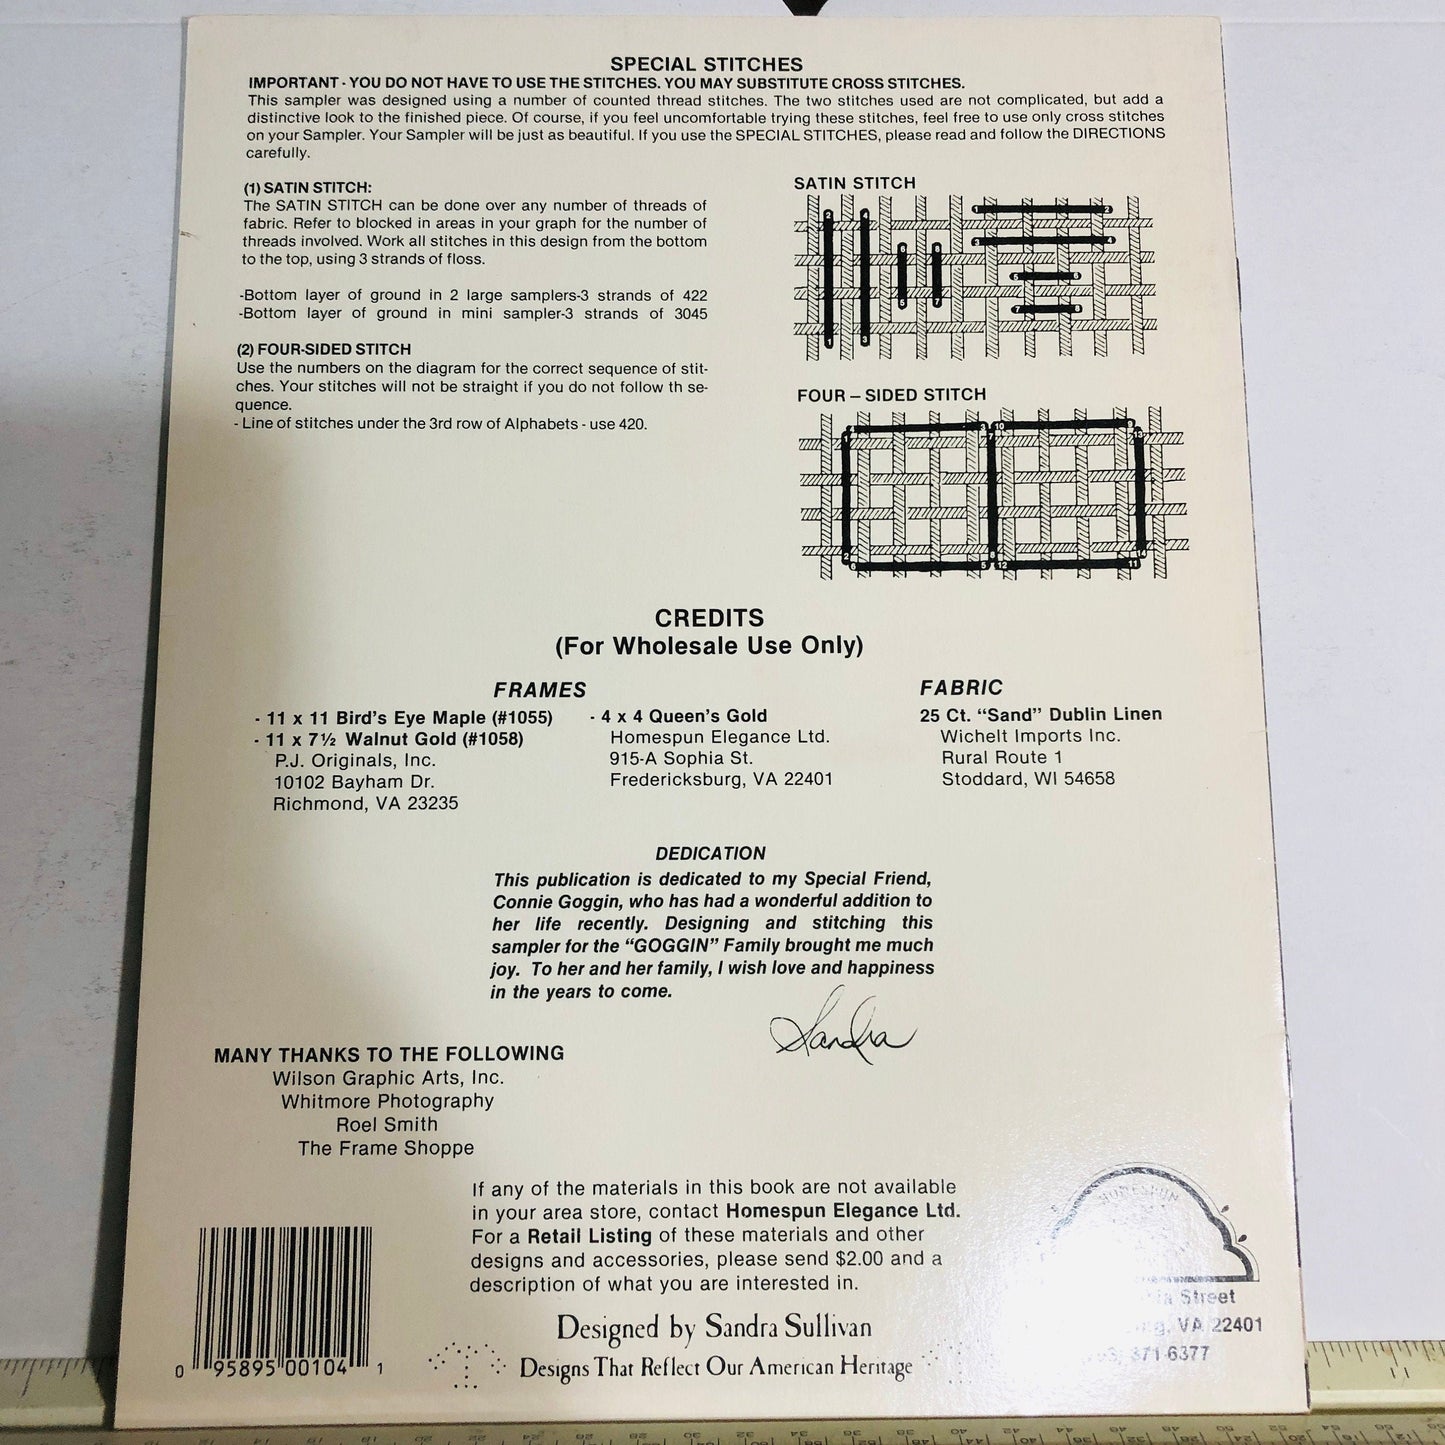 SPECIAL STITCHES
IMPORTANT - YOU DO NOT HAVE TO USE THE STITCHES. YOU MAY SUBSTITUTE CROSS STITCHES.
This sampler was designed using a number of counted thread stitches. The two stitches used are not complicated, but add a
distinctive look to the finished piece. Of course, if you feel uncomfortable trying these stitches, feel free to use only cross stitches
on your Sampler. Your Sampler will be just as beautiful. If you use the SPECIAL STITCHES, please read and follow the DIRECTIONS
carefully.
(1) SATIN STITCH:
The SATIN STITCH can be done over any number of threads of
fabric. Refer to blocked in areas in your graph for the number of
threads involved. Work all stitches in this design from the bottom
to the top, using 3 strands of floss.
-Bottom layer of ground in 2 large samplers-3 strands of 422
-Bottom layer of ground in mini sampler-3 strands of 3045
(2) FOUR-SIDED STITCH
Use the numbers on the diagram for the correct sequence of stit-
ches. Your stitches will not be straight if you do not follow th se-
quence.
- Line of stitches under the 3rd row of Alphabets - use 420.
SATIN STITCH
FOUR – SIDED STITCH
CREDITS
(For Wholesale Use Only)
FRAMES
- 11 x 11 Bird's Eye Maple (#1055)
- 11 x 7½ Walnut Gold (#1058)
P.J. Originals, Inc.
10102 Bayham Dr.
Richmond, VA 23235
- 4 x 4 Queen's Gold
Homespun Elegance Ltd.
915-A Sophia St.
Fredericksburg, VA 22401
FABRIC
25 Ct. “Sand” Dublin Linen
Wichelt Imports Inc.
Rural Route 1
Stoddard, WI 54658
DEDICATION
This publication is dedicated to my Special Friend,
Connie Goggin, who has had a wonderful addition to
her life recently. Designing and stitching this
sampler for the “GOGGIN” Family brought me much
joy. To her and her family, I wish love and happiness
in the years to come.
Sandra
MANY THANKS TO THE FOLLOWING
Wilson Graphic Arts, Inc.
Whitmore Photography
Roel Smith
The Frame Shoppe
If any of the materials in this book are not available
in your area store, contact Homespun Elegance Ltd.
For a Retail Listing of these materials and other
designs and accessories, please send $2.00 and a
description of what you are interested in.
Designed by Sandra Sullivan
Designs That Reflect Our American Heritage
0 95895 00104 1
HOMESPUN
Street
VA 22401
371-6377